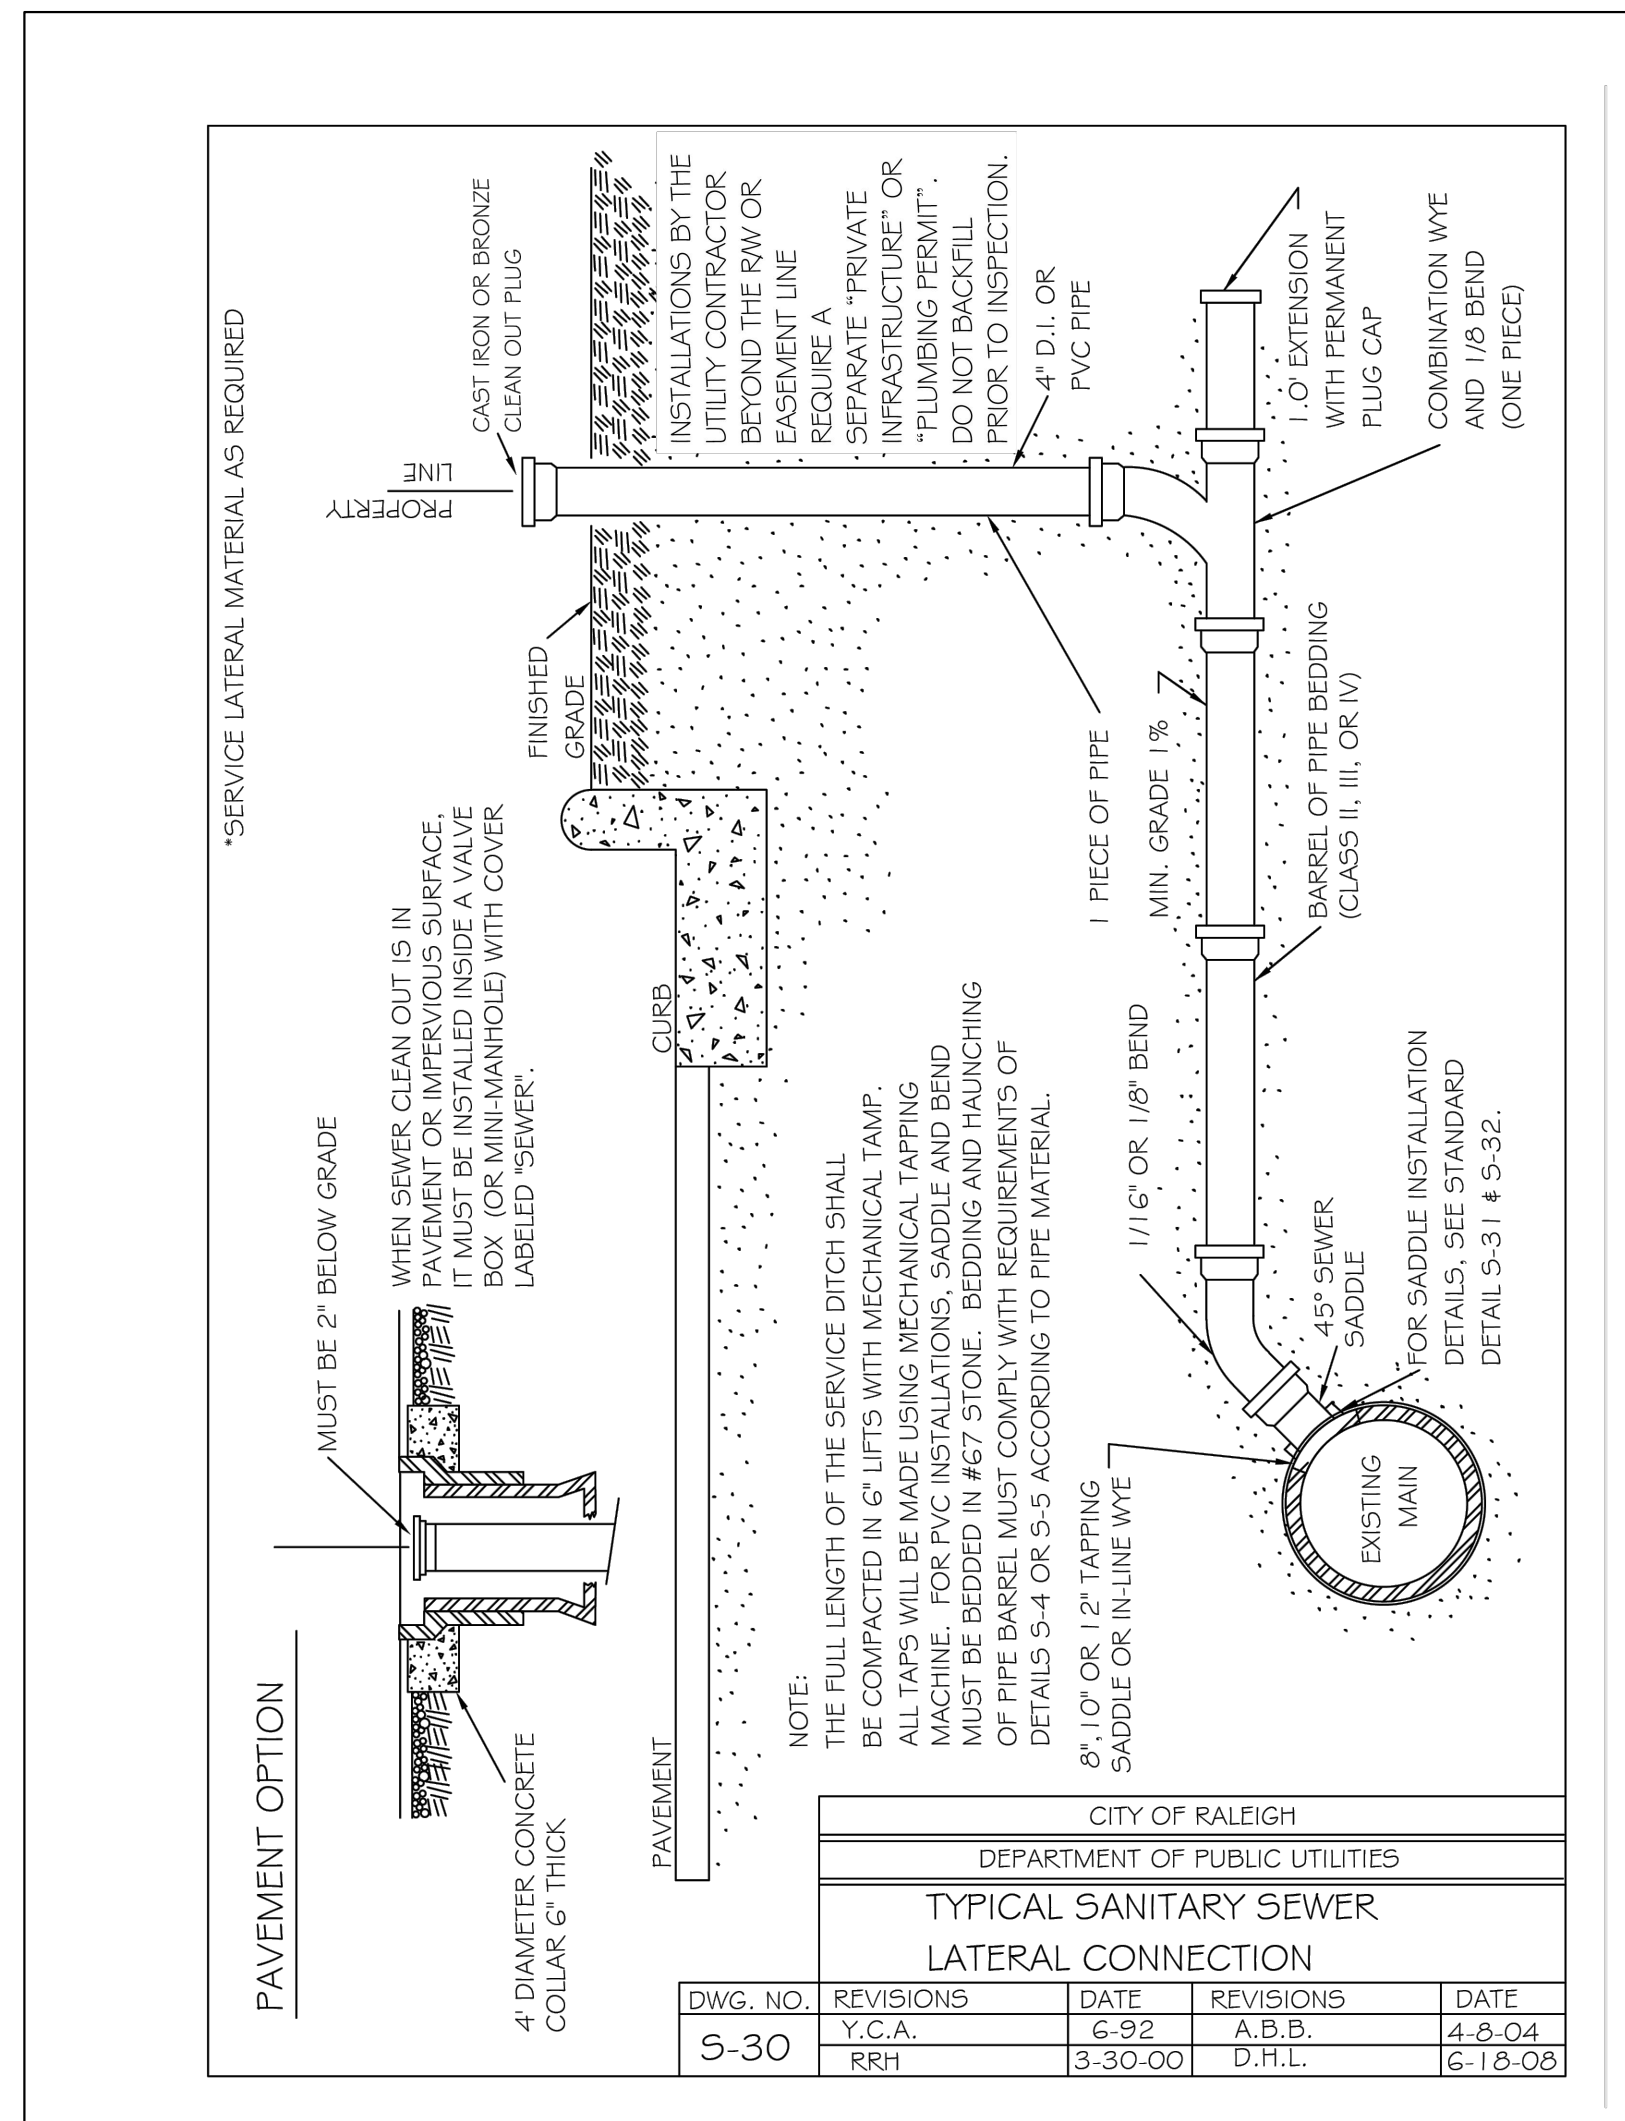 *SERVICE LATERAL MATERIAL AS REQUIRED
PAVEMENT OPTION
MUST BE 2" BELOW GRADE
WHEN SEWER CLEAN OUT IS IN
PAVEMENT OR IMPERVIOUS SURFACE,
IT MUST BE INSTALLED INSIDE A VALVE
BOX (OR MINI-MANHOLE) WITH COVER
LABELED "SEWER".
4' DIAMETER CONCRETE
COLLAR 6" THICK
PROPERTY
LINE
CAST IRON OR BRONZE
CLEAN OUT PLUG
FINISHED
GRADE
CURB
PAVEMENT
INSTALLATIONS BY THE
UTILITY CONTRACTOR
BEYOND THE R/W OR
EASEMENT LINE
REQUIRE A
SEPARATE “PRIVATE
INFRASTRUCTURE” OR
“PLUMBING PERMIT”.
DO NOT BACKFILL
PRIOR TO INSPECTION.
NOTE:
THE FULL LENGTH OF THE SERVICE DITCH SHALL
BE COMPACTED IN 6" LIFTS WITH MECHANICAL TAMP.
ALL TAPS WILL BE MADE USING MECHANICAL TAPPING
MACHINE. FOR PVC INSTALLATIONS, SADDLE AND BEND
MUST BE BEDDED IN #67 STONE. BEDDING AND HAUNCHING
OF PIPE BARREL MUST COMPLY WITH REQUIREMENTS OF
DETAILS S-4 OR S-5 ACCORDING TO PIPE MATERIAL.
4" D.I. OR
PVC PIPE
1 PIECE OF PIPE
MIN. GRADE 1%
1/16" OR 1/8" BEND
8", 10" OR 12" TAPPING
SADDLE OR IN-LINE WYE
1.0' EXTENSION
WITH PERMANENT
PLUG CAP
COMBINATION WYE
AND 1/8 BEND
(ONE PIECE)
BARREL OF PIPE BEDDING
(CLASS II, III, OR IV)
45° SEWER
SADDLE
FOR SADDLE INSTALLATION
DETAILS, SEE STANDARD
DETAIL S-31 & S-32.
EXISTING
MAIN
CITY OF RALEIGH
DEPARTMENT OF PUBLIC UTILITIES
TYPICAL SANITARY SEWER
LATERAL CONNECTION
DWG. NO. REVISIONS DATE REVISIONS DATE
S-30 Y.C.A. 6-92 A.B.B. 4-8-04
RRH 3-30-00 D.H.L. 6-18-08